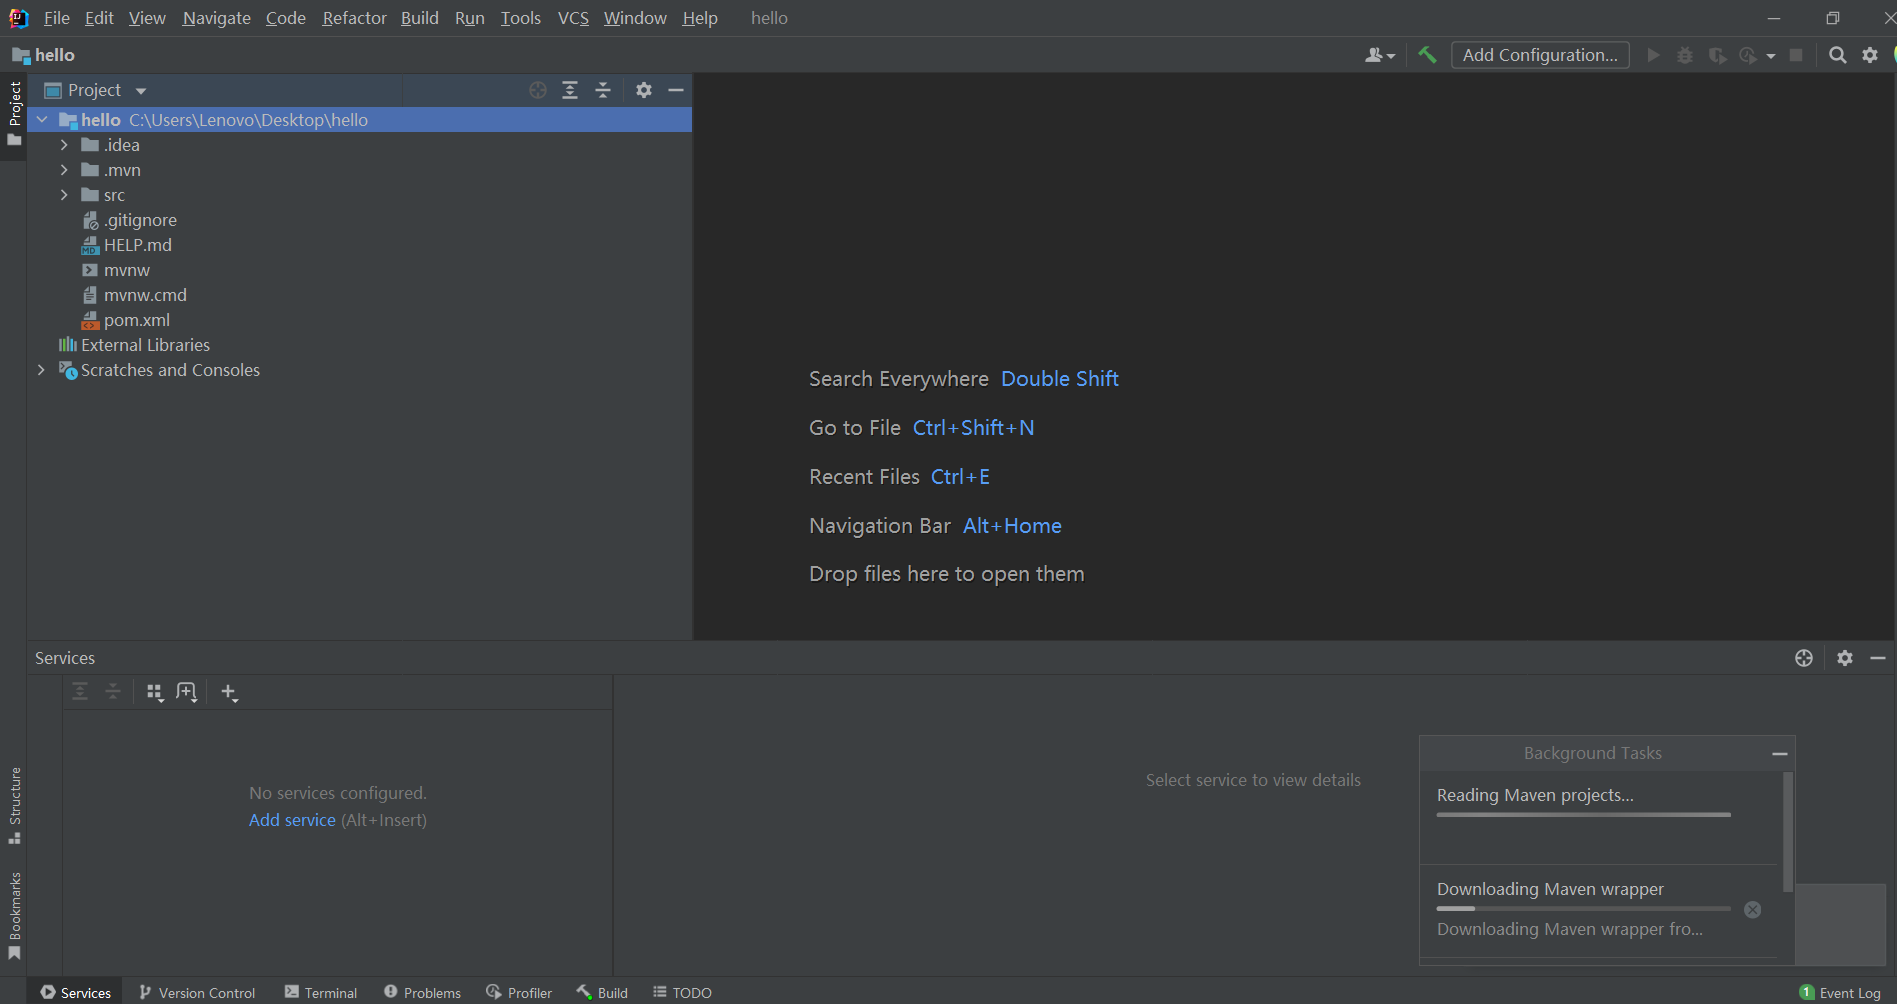 File Edit View Navigate Code Refactor Build Run Tools VCS Window Help hello
hello
Add Configuration...
Project
Project
hello C:\Users\Lenovo\Desktop\hello
.idea
.mvn
src
.gitignore
HELP.md
mvnw
mvnw.cmd
pom.xml
External Libraries
Scratches and Consoles
Search Everywhere Double Shift
Go to File Ctrl+Shift+N
Recent Files Ctrl+E
Navigation Bar Alt+Home
Drop files here to open them
Services
No services configured.
Add service (Alt+Insert)
Select service to view details
Background Tasks
Reading Maven projects...
Downloading Maven wrapper
Downloading Maven wrapper fro...
Structure
Bookmarks
Services Version Control Terminal Problems Profiler Build TODO 1 Event Log